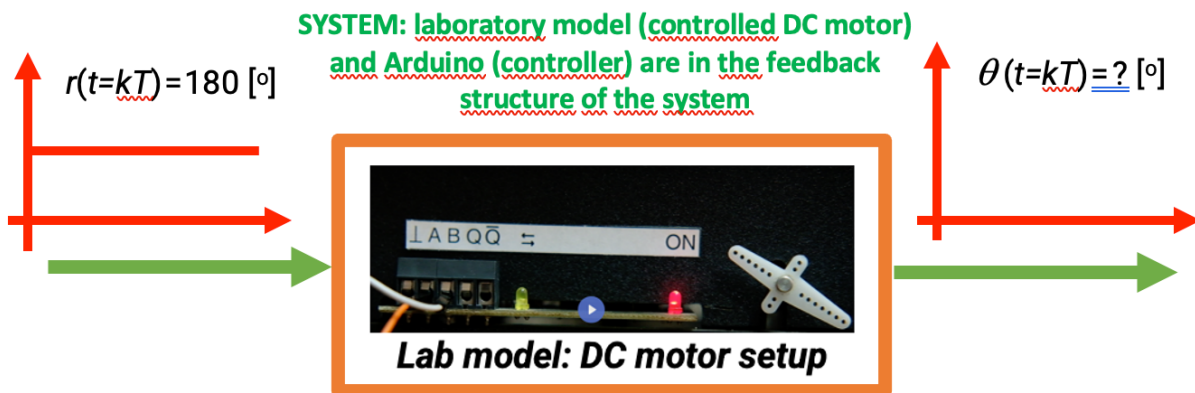 SYSTEM: laboratory model (controlled DC motor)
and Arduino (controller) are in the feedback
structure of the system
r(t=kT)=180 [º]
θ(t=kT)=? [º]
⊥ A B Q Q̅ ⇆ ON
Lab model: DC motor setup